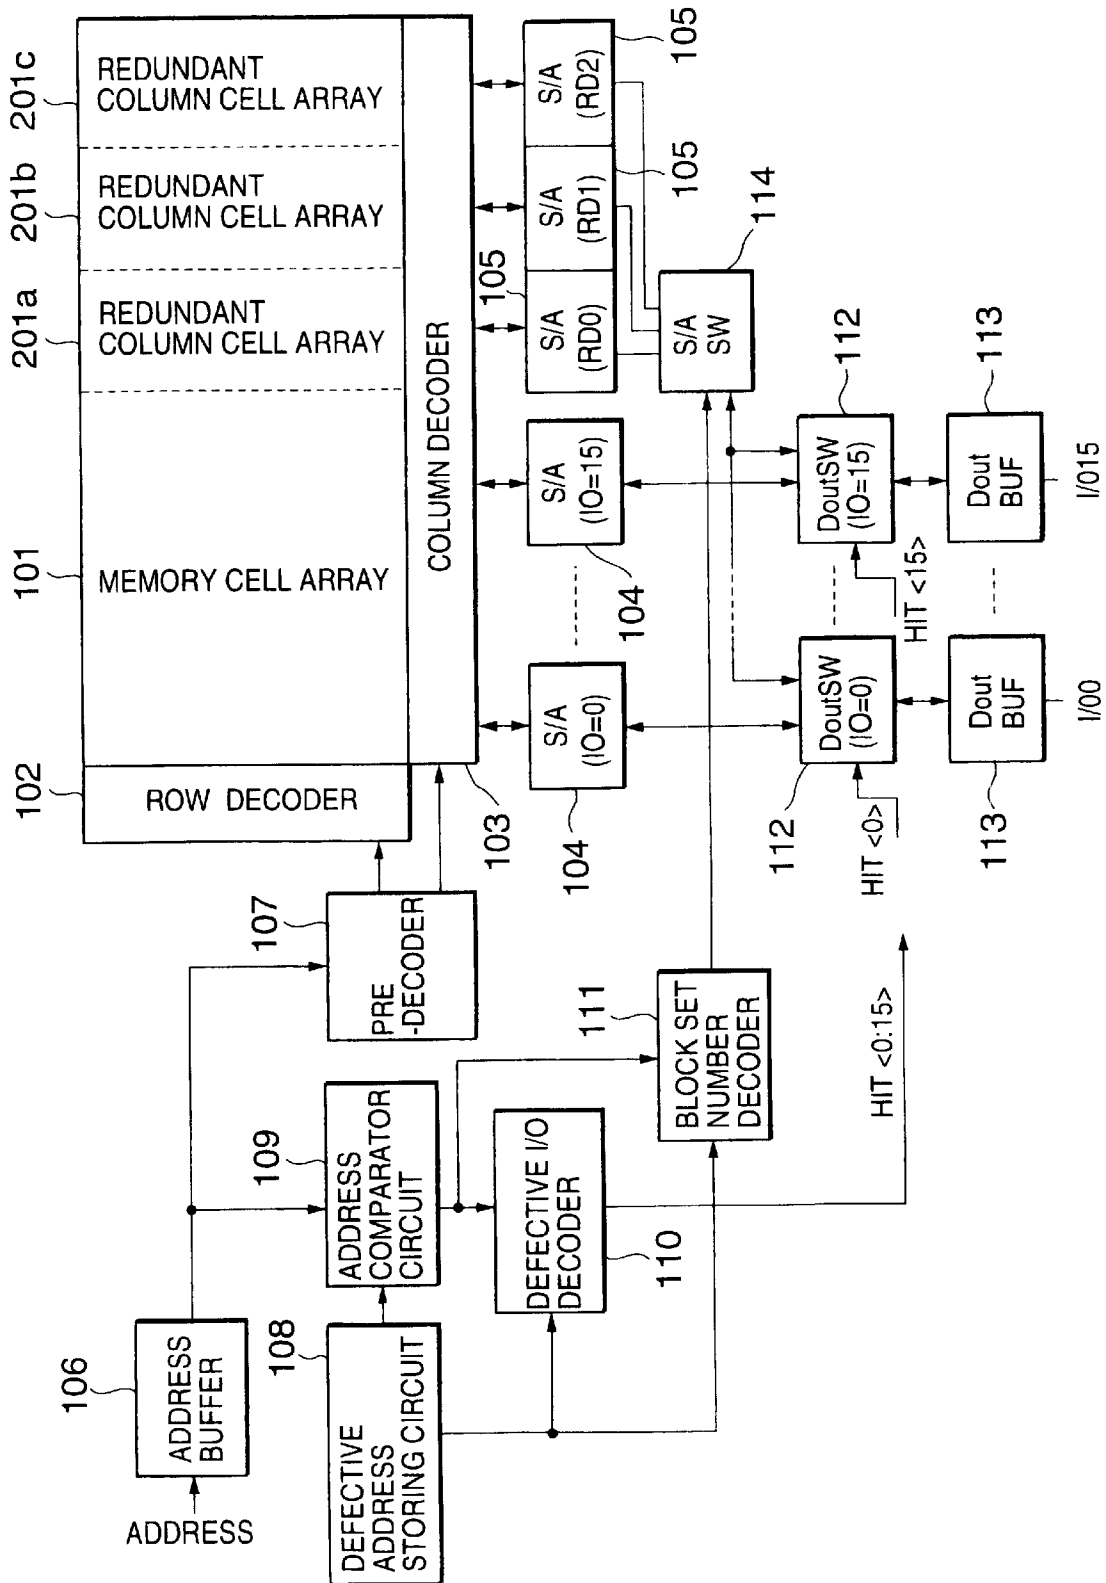 201c
201b
201a
101
102
REDUNDANT
COLUMN CELL ARRAY
REDUNDANT
COLUMN CELL ARRAY
REDUNDANT
COLUMN CELL ARRAY
MEMORY CELL ARRAY
ROW DECODER
COLUMN DECODER
103
S/A
(RD2)
105
S/A
(RD1)
105
S/A
(RD0)
105
S/A
(IO=15)
104
S/A
(IO=0)
104
S/A
SW
114
107
PRE
-DECODER
106
ADDRESS
BUFFER
ADDRESS
109
ADDRESS
COMPARATOR
CIRCUIT
108
DEFECTIVE
ADDRESS
STORING CIRCUIT
DEFECTIVE I/O
DECODER
110
111
BLOCK SET
NUMBER
DECODER
DoutSW
(IO=15)
112
DoutSW
(IO=0)
112
HIT <15>
HIT <0>
HIT <0:15>
Dout
BUF
113
Dout
BUF
113
I/O15
I/O0